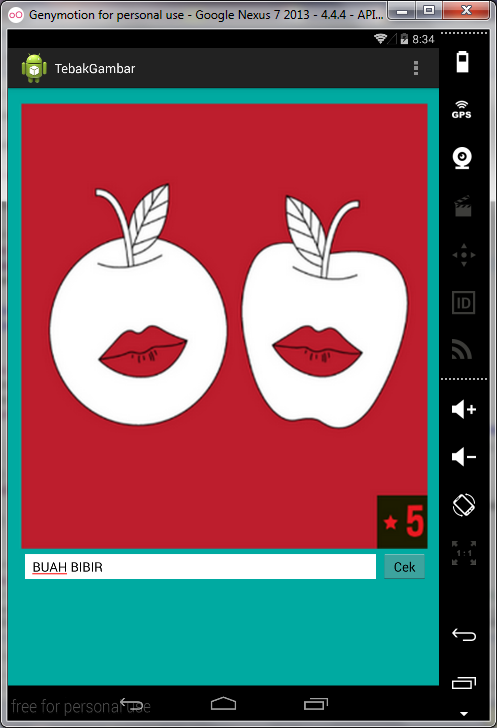 Genymotion for personal use - Google Nexus 7 2013 - 4.4.4 - API...
8:34
TebakGambar
GPS
ID
5
BUAH BIBIR
Cek
1:1
free for personal use